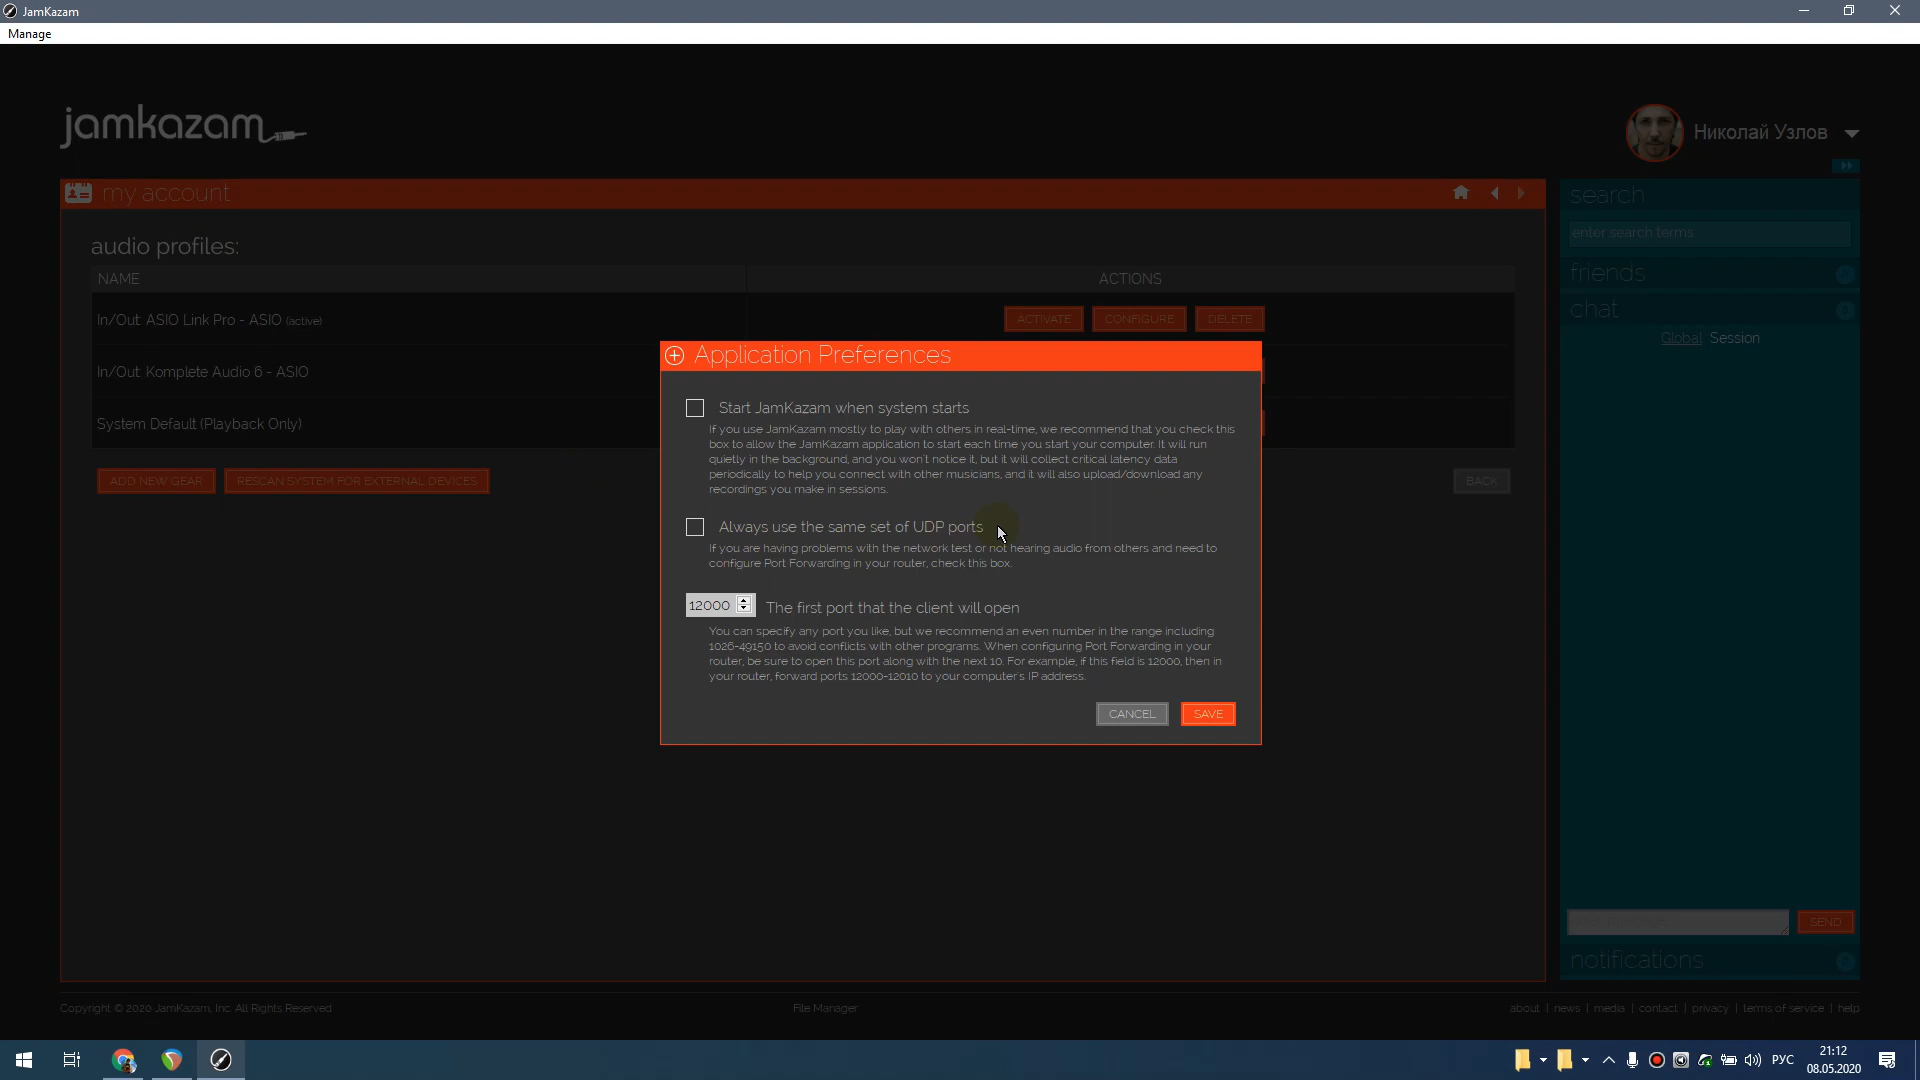 JamKazam
Manage
jamkazam
Николай Узлов
my account
search
enter search terms
friends
chat
Global Session
audio profiles:
NAME
ACTIONS
In/Out: ASIO Link Pro - ASIO (active)
ACTIVATE
CONFIGURE
DELETE
In/Out: Komplete Audio 6 - ASIO
System Default (Playback Only)
ADD NEW GEAR
RESCAN SYSTEM FOR EXTERNAL DEVICES
BACK
Application Preferences
Start JamKazam when system starts
If you use JamKazam mostly to play with others in real-time, we recommend that you check this
box to allow the JamKazam application to start each time you start your computer. It will run
quietly in the background, and you won't notice it, but it will collect critical latency data
periodically to help you connect with other musicians, and it will also upload/download any
recordings you make in sessions.
Always use the same set of UDP ports
If you are having problems with the network test or not hearing audio from others and need to
configure Port Forwarding in your router, check this box.
12000 The first port that the client will open
You can specify any port you like, but we recommend an even number in the range including
1026-49150 to avoid conflicts with other programs. When configuring Port Forwarding in your
router, be sure to open this port along with the next 10. For example, if this field is 12000, then in
your router, forward ports 12000-12010 to your computer's IP address.
CANCEL
SAVE
SEND
notifications
Copyright © 2020 JamKazam, Inc. All Rights Reserved
File Manager
about | news | media | contact | privacy | terms of service | help
РУС
21:12
08.05.2020